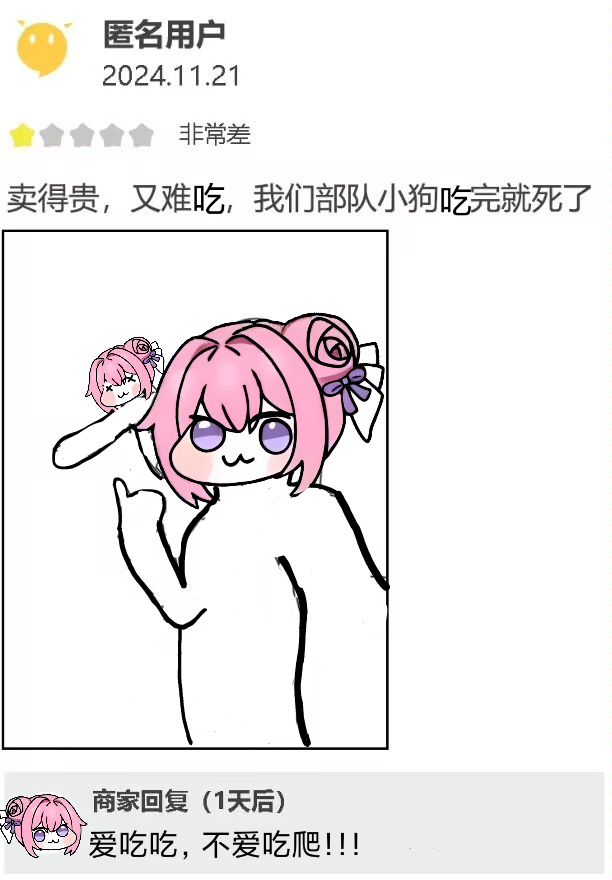 匿名用户
2024.11.21
非常差
卖得贵，又难吃，我们部队小狗吃完就死了
商家回复（1天后）
爱吃吃，不爱吃爬!!!